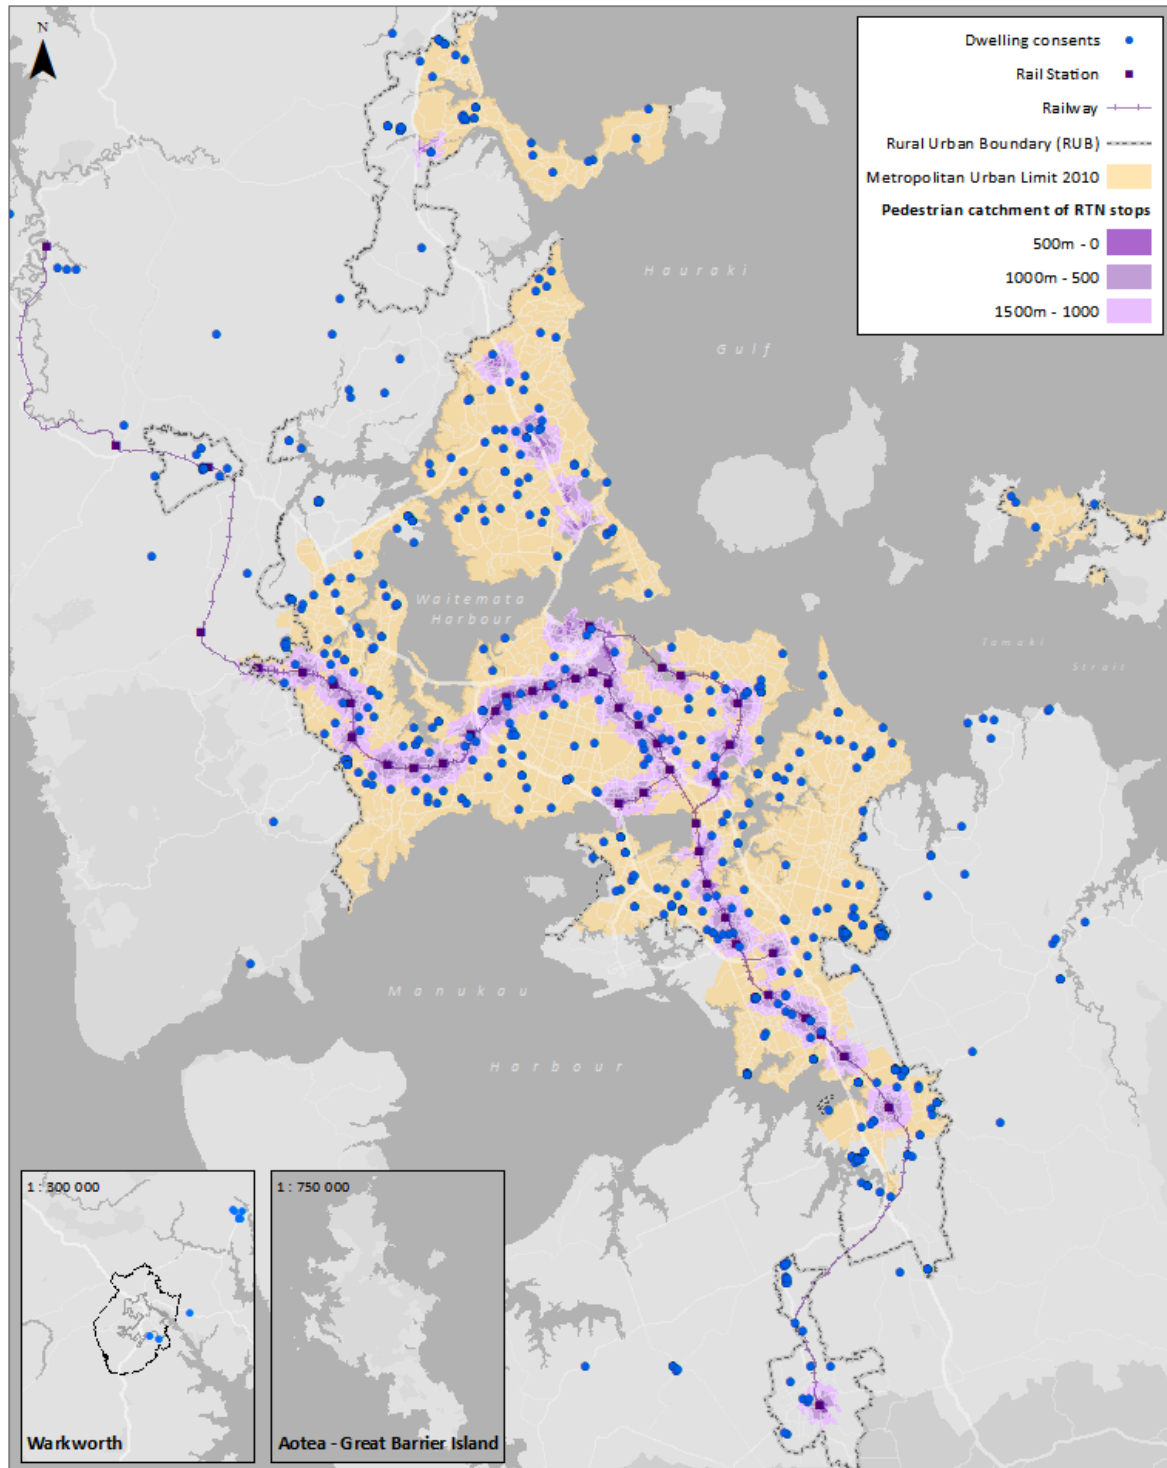 N
Dwelling consents
Rail Station
Railway
Rural Urban Boundary (RUB)
Metropolitan Urban Limit 2010
Pedestrian catchment of RTN stops
500m - 0
1000m - 500
1500m - 1000
Hauraki
Gulf
Waitemata
Harbour
Tamaki
Strait
Manukau
Harbour
1 : 300 000
Warkworth
1 : 750 000
Aotea - Great Barrier Island